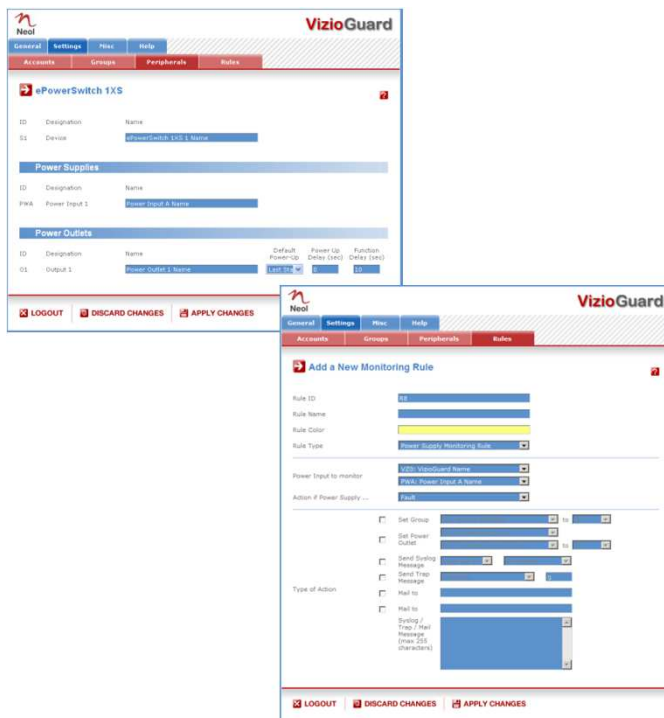 Neol
VizioGuard
General Settings Misc Help
Accounts Groups Peripherals Rules
ePowerSwitch 1XS
?
ID Designation Name
S1 Device ePowerSwitch 1XS 1 Name
Power Supplies
ID Designation Name
PWA Power Input 1 Power Input A Name
Power Outlets
ID Designation Name Default Power-Up Power-Up Delay (sec) Function Delay (sec)
O1 Output 1 Power Outlet 1 Name Last Sta 10
LOGOUT DISCARD CHANGES APPLY CHANGES
Neol
VizioGuard
General Settings Misc Help
Accounts Groups Peripherals Rules
Add a New Monitoring Rule
?
Rule ID
Rule Name
Rule Color
Rule Type Power Supply Monitoring Rule
Power Input to monitor VZG: VizioGuard Name
PWA: Power Input A Name
Action if Power Supply ... Fault
Type of Action
Set Group to
Set Power Outlet
to
Send Syslog Message
Send Trap Message
Mail to
Mail to
Syslog /
Trap / Mail
Message
(max 255
characters)
LOGOUT DISCARD CHANGES APPLY CHANGES